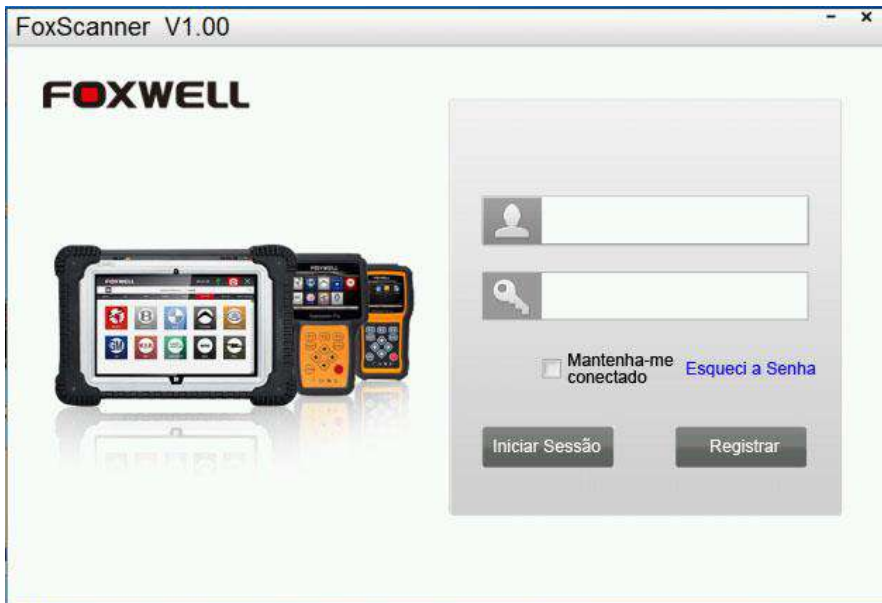 FoxScanner V1.00
FOXWELL
Mantenha-me
conectado
Esqueci a Senha
Iniciar Sessão
Registrar